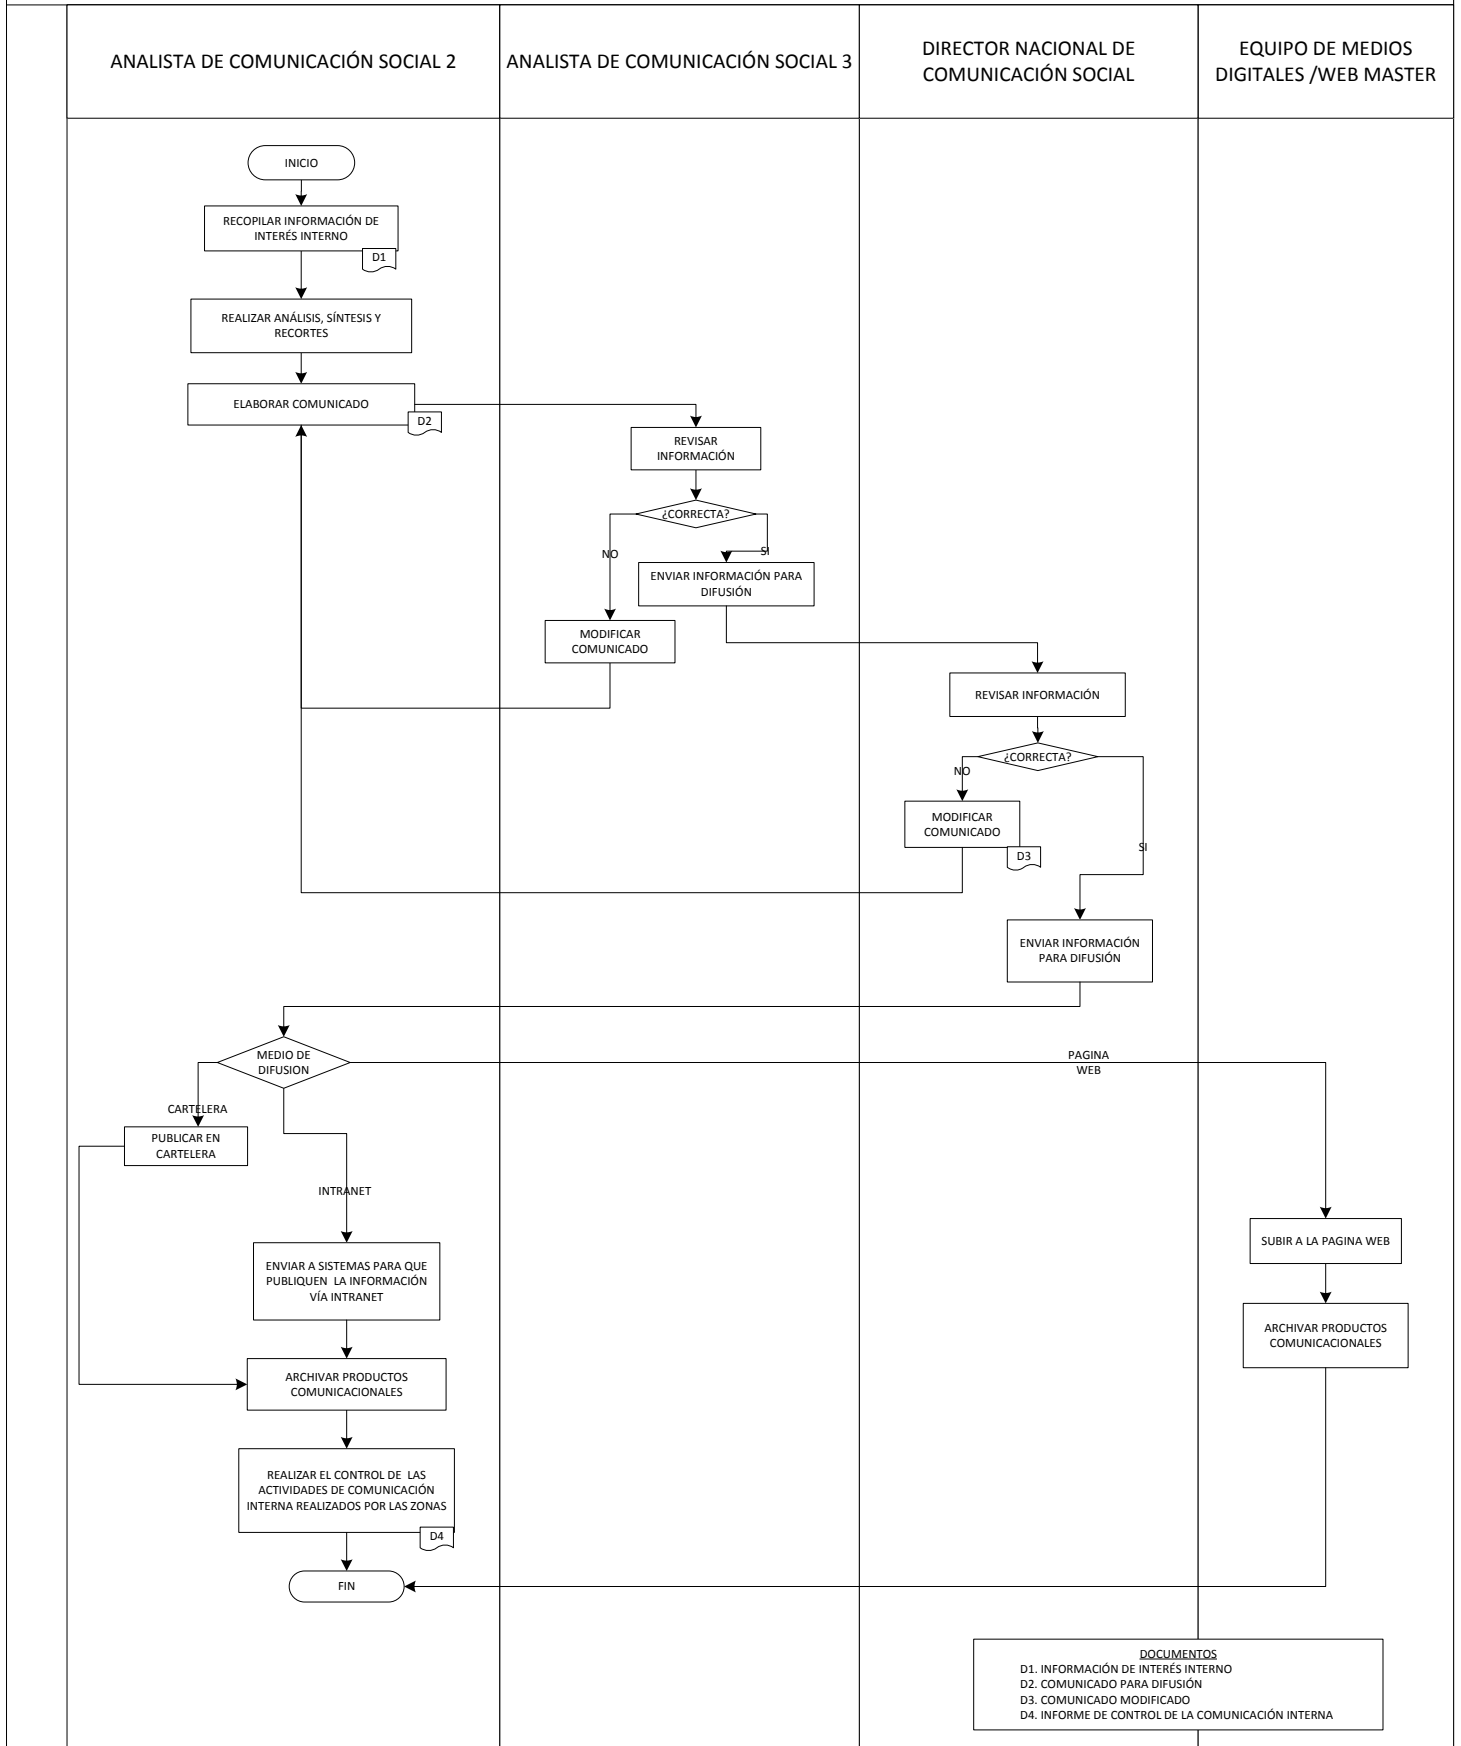 ANALISTA DE COMUNICACIÓN SOCIAL 2
ANALISTA DE COMUNICACIÓN SOCIAL 3
DIRECTOR NACIONAL DE
COMUNICACIÓN SOCIAL
EQUIPO DE MEDIOS
DIGITALES /WEB MASTER
INICIO
RECOPILAR INFORMACIÓN DE
INTERÉS INTERNO
D1
REALIZAR ANÁLISIS, SÍNTESIS Y
RECORTES
ELABORAR COMUNICADO
D2
REVISAR
INFORMACIÓN
¿CORRECTA?
NO
SI
ENVIAR INFORMACIÓN PARA
DIFUSIÓN
MODIFICAR
COMUNICADO
REVISAR INFORMACIÓN
¿CORRECTA?
NO
MODIFICAR
COMUNICADO
D3
SI
ENVIAR INFORMACIÓN
PARA DIFUSIÓN
MEDIO DE
DIFUSION
PAGINA
WEB
CARTELERA
PUBLICAR EN
CARTELERA
INTRANET
SUBIR A LA PAGINA WEB
ENVIAR A SISTEMAS PARA QUE
PUBLIQUEN  LA INFORMACIÓN
VÍA INTRANET
ARCHIVAR PRODUCTOS
COMUNICACIONALES
ARCHIVAR PRODUCTOS
COMUNICACIONALES
REALIZAR EL CONTROL DE  LAS
ACTIVIDADES DE COMUNICACIÓN
INTERNA REALIZADOS POR LAS ZONAS
D4
FIN
DOCUMENTOS
D1. INFORMACIÓN DE INTERÉS INTERNO
D2. COMUNICADO PARA DIFUSIÓN
D3. COMUNICADO MODIFICADO
D4. INFORME DE CONTROL DE LA COMUNICACIÓN INTERNA